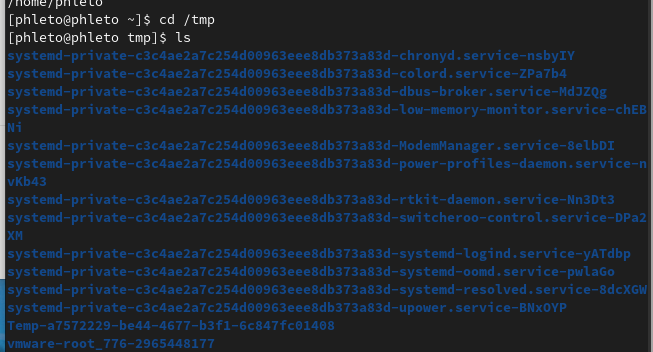 /home/phleto
[phleto@phleto ~]$ cd /tmp
[phleto@phleto tmp]$ ls
systemd-private-c3c4ae2a7c254d00963eee8db373a83d-chronyd.service-nsbyIY
systemd-private-c3c4ae2a7c254d00963eee8db373a83d-colord.service-ZPa7b4
systemd-private-c3c4ae2a7c254d00963eee8db373a83d-dbus-broker.service-MdJZQg
systemd-private-c3c4ae2a7c254d00963eee8db373a83d-low-memory-monitor.service-chEB
Ni
systemd-private-c3c4ae2a7c254d00963eee8db373a83d-ModemManager.service-8elbDI
systemd-private-c3c4ae2a7c254d00963eee8db373a83d-power-profiles-daemon.service-n
vKb43
systemd-private-c3c4ae2a7c254d00963eee8db373a83d-rtkit-daemon.service-Nn3Dt3
systemd-private-c3c4ae2a7c254d00963eee8db373a83d-switcheroo-control.service-DPa2
XM
systemd-private-c3c4ae2a7c254d00963eee8db373a83d-systemd-logind.service-yATdbp
systemd-private-c3c4ae2a7c254d00963eee8db373a83d-systemd-oomd.service-pwlaGo
systemd-private-c3c4ae2a7c254d00963eee8db373a83d-systemd-resolved.service-8dcXGW
systemd-private-c3c4ae2a7c254d00963eee8db373a83d-upower.service-BNxOYP
Temp-a7572229-be44-4677-b3f1-6c847fc01408
vmware-root_776-2965448177